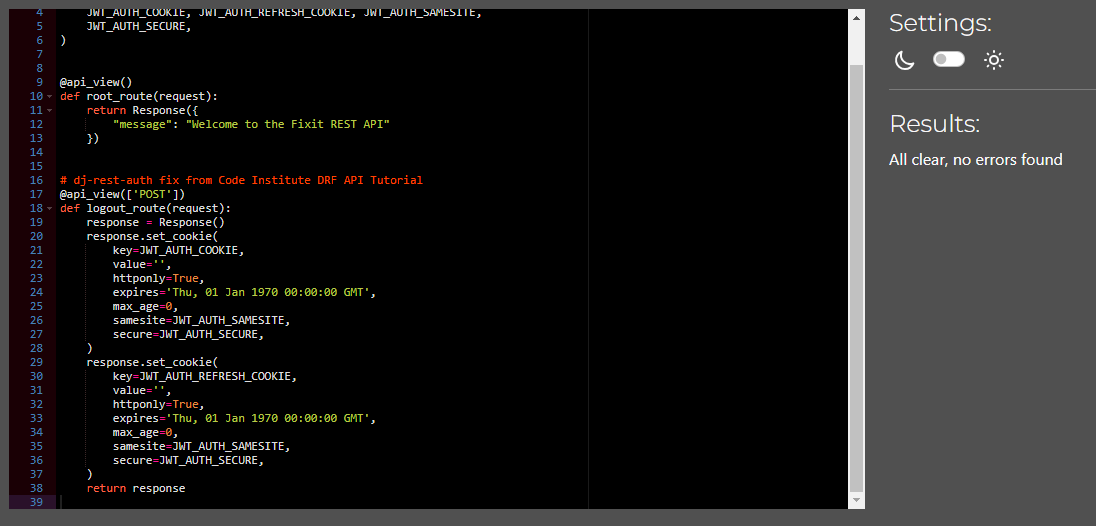 4     JWT_AUTH_COOKIE, JWT_AUTH_REFRESH_COOKIE, JWT_AUTH_SAMESITE,
5     JWT_AUTH_SECURE,
6 )
7
8
9 @api_view()
10 def root_route(request):
11     return Response({
12         "message": "Welcome to the Fixit REST API"
13     })
14
15
16 # dj-rest-auth fix from Code Institute DRF API Tutorial
17 @api_view(['POST'])
18 def logout_route(request):
19     response = Response()
20     response.set_cookie(
21         key=JWT_AUTH_COOKIE,
22         value='',
23         httponly=True,
24         expires='Thu, 01 Jan 1970 00:00:00 GMT',
25         max_age=0,
26         samesite=JWT_AUTH_SAMESITE,
27         secure=JWT_AUTH_SECURE,
28     )
29     response.set_cookie(
30         key=JWT_AUTH_REFRESH_COOKIE,
31         value='',
32         httponly=True,
33         expires='Thu, 01 Jan 1970 00:00:00 GMT',
34         max_age=0,
35         samesite=JWT_AUTH_SAMESITE,
36         secure=JWT_AUTH_SECURE,
37     )
38     return response
39
Settings:
Results:
All clear, no errors found